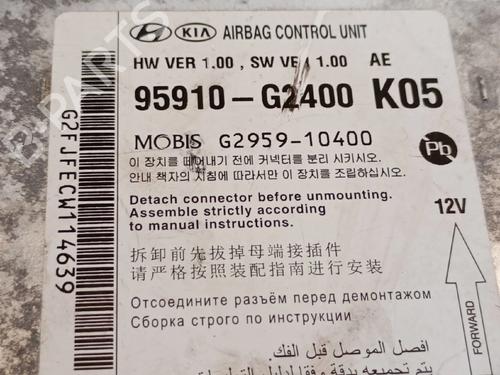 HYUNDAI KIA AIRBAG CONTROL UNIT
HW VER 1.00 , SW VE 1.00 AE
95910-G2400 K05
MOBIS G2959-10400
이 장치를 떼어내기 전에 커넥터를 분리 시키시오.
안내 책자의 지침에 따라서만 이 장치를 조립하십시오.
Pb
Detach connector before unmounting.
Assemble strictly according
to manual instructions.
12V
拆卸前先拔掉母端接插件
请严格按照装配指南进行安装
Отсоедините разъём перед демонтажом
Сборка строго по инструкции
افصل الموصل قبل الفك.
FORWARD
G2FJFECW114639
B-PARTS